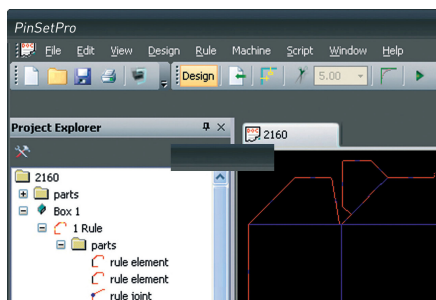 PinSetPro
File Edit View Design Rule Machine Script Window Help
Design 5.00
Project Explorer
2160
2160
parts
Box 1
1 Rule
parts
rule element
rule element
rule joint